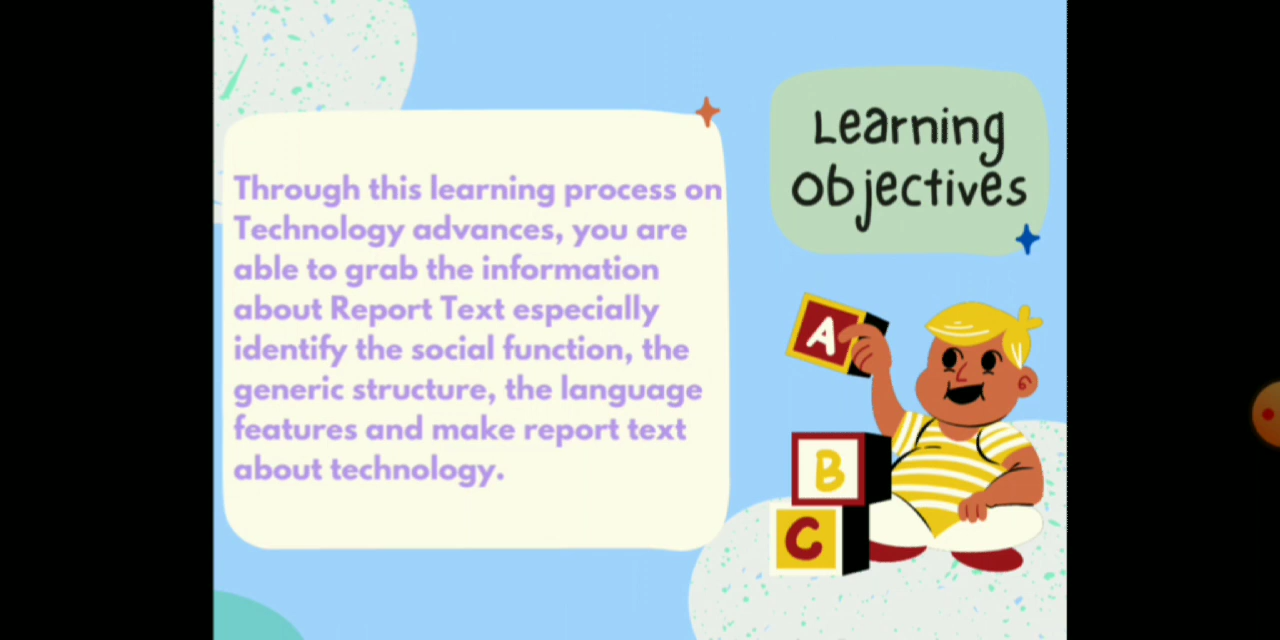 Learning
Objectives
Through this learning process on
Technology advances, you are
able to grab the information
about Report Text especially
identify the social function, the
generic structure, the language
features and make report text
about technology.
A
B
C